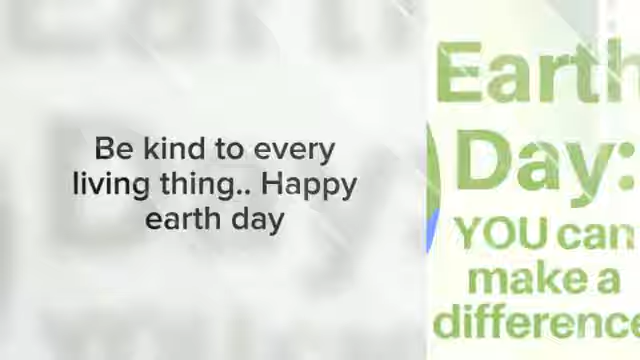 Be kind to every
living thing.. Happy
earth day
Earth
Day:
YOU can
make a
difference